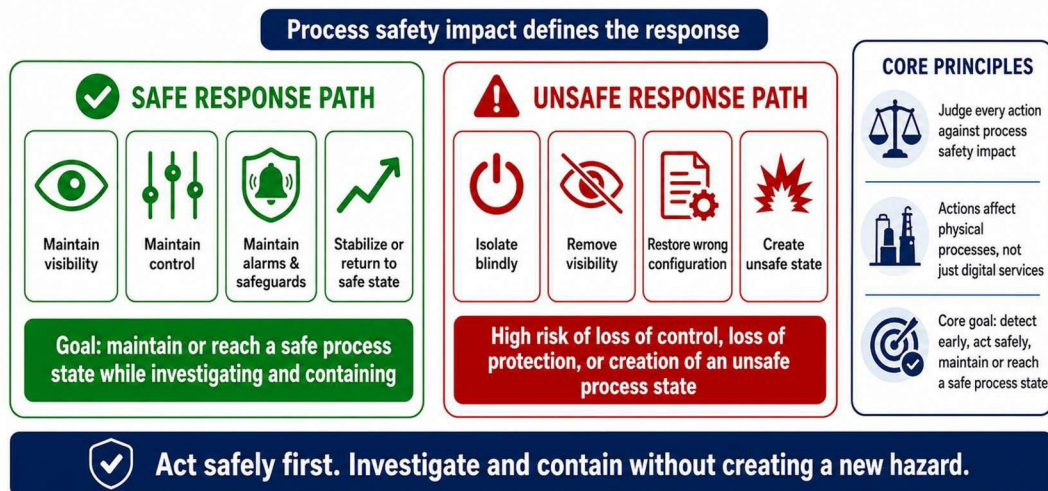 Process safety impact defines the response
SAFE RESPONSE PATH
Maintain
visibility
Maintain
control
Maintain
alarms &
safeguards
Stabilize or
return to
safe state
Goal: maintain or reach a safe process
state while investigating and containing
UNSAFE RESPONSE PATH
Isolate
blindly
Remove
visibility
Restore wrong
configuration
Create
unsafe state
High risk of loss of control, loss of
protection, or creation of an unsafe
process state
CORE PRINCIPLES
Judge every action
against process
safety impact
Actions affect
physical
processes, not
just digital services
Core goal: detect
early, act safely,
maintain or reach
a safe process state
Act safely first. Investigate and contain without creating a new hazard.